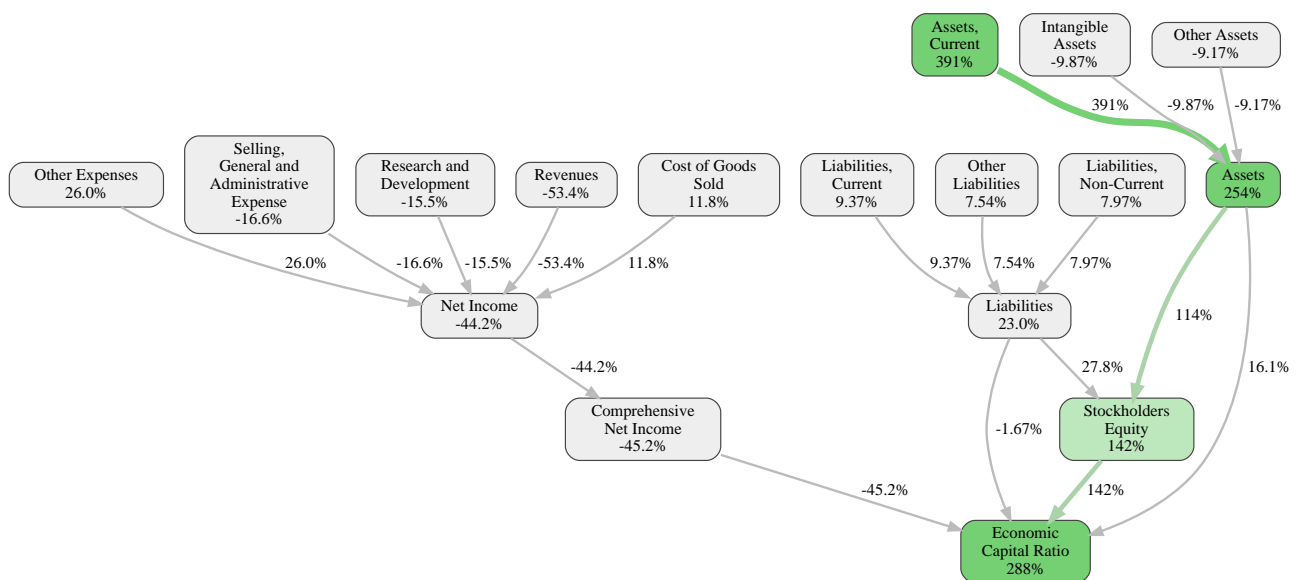 Assets,
Current
391%
Intangible
Assets
-9.87%
Other Assets
-9.17%
391%
-9.87%
-9.17%
Other Expenses
26.0%
Selling,
General and
Administrative
Expense
-16.6%
Research and
Development
-15.5%
Revenues
-53.4%
Cost of Goods
Sold
11.8%
Liabilities,
Current
9.37%
Other
Liabilities
7.54%
Liabilities,
Non-Current
7.97%
Assets
254%
26.0%
-16.6%
-15.5%
-53.4%
11.8%
9.37%
7.54%
7.97%
Net Income
-44.2%
Liabilities
23.0%
114%
-44.2%
27.8%
16.1%
Comprehensive
Net Income
-45.2%
-1.67%
Stockholders
Equity
142%
-45.2%
142%
Economic
Capital Ratio
288%